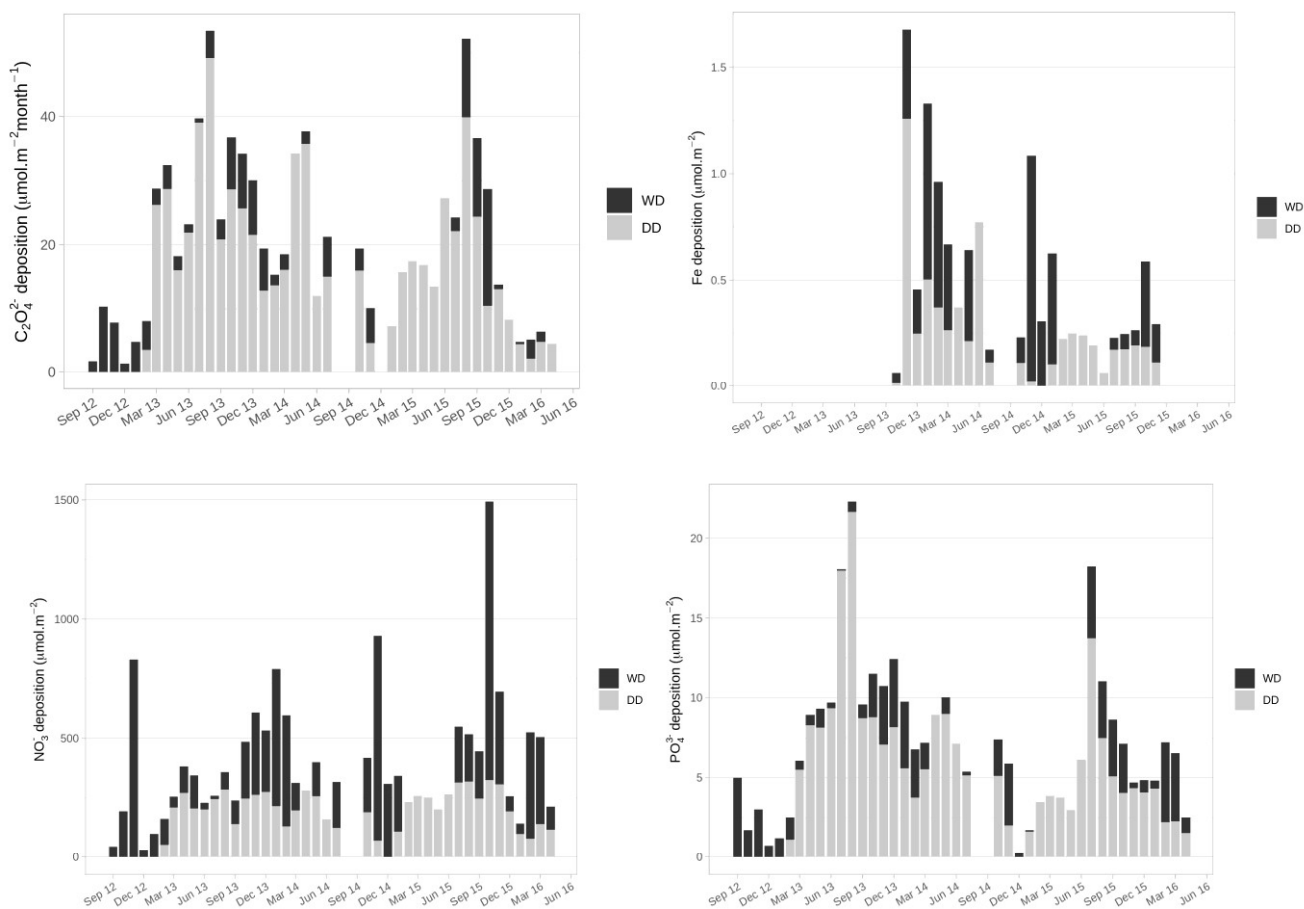 C₂O₄²⁻ deposition (μmol.m⁻²month⁻¹)
40
20
0
Sep 12 Dec 12 Mar 13 Jun 13 Sep 13 Dec 13 Mar 14 Jun 14 Sep 14 Dec 14 Mar 15 Jun 15 Sep 15 Dec 15 Mar 16 Jun 16
WD
DD
Fe deposition (μmol.m⁻²)
1.5
1.0
0.5
0.0
Sep 12 Dec 12 Mar 13 Jun 13 Sep 13 Dec 13 Mar 14 Jun 14 Sep 14 Dec 14 Mar 15 Jun 15 Sep 15 Dec 15 Mar 16 Jun 16
WD
DD
NO₃⁻ deposition (μmol.m⁻²)
1500
1000
500
0
Sep 12 Dec 12 Mar 13 Jun 13 Sep 13 Dec 13 Mar 14 Jun 14 Sep 14 Dec 14 Mar 15 Jun 15 Sep 15 Dec 15 Mar 16 Jun 16
WD
DD
PO₄³⁻ deposition (μmol.m⁻²)
20
15
10
5
0
Sep 12 Dec 12 Mar 13 Jun 13 Sep 13 Dec 13 Mar 14 Jun 14 Sep 14 Dec 14 Mar 15 Jun 15 Sep 15 Dec 15 Mar 16 Jun 16
WD
DD